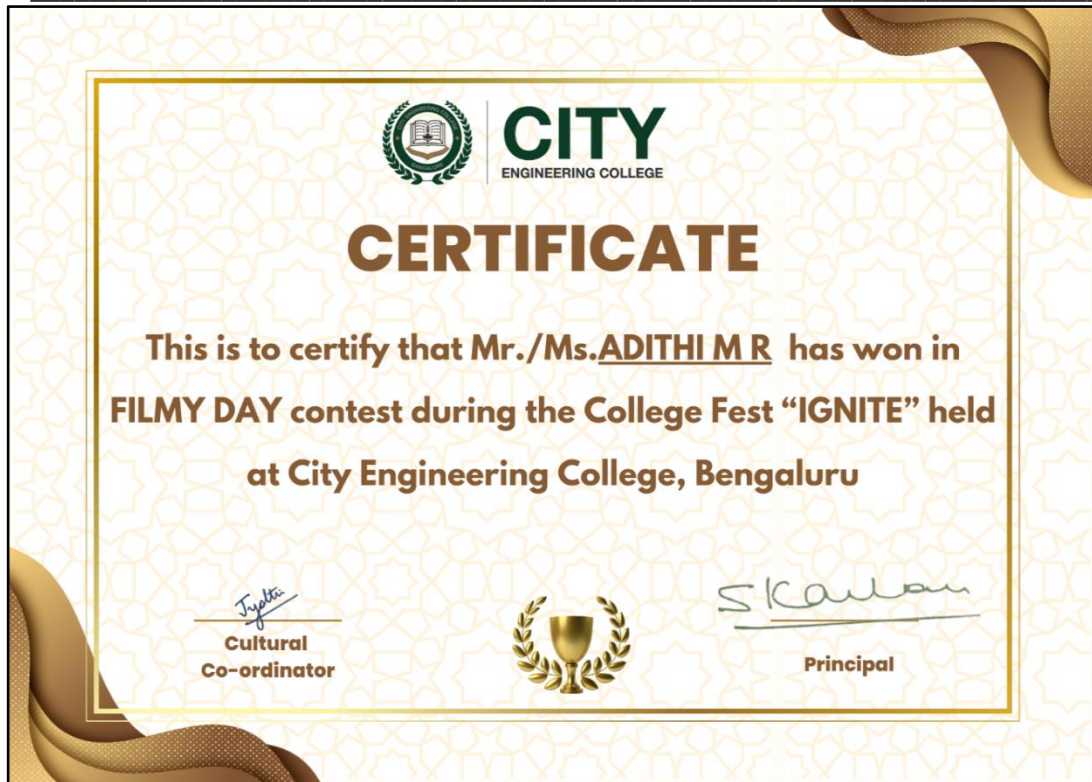 CITY
ENGINEERING COLLEGE
CERTIFICATE
This is to certify that Mr./Ms.ADITHI M R has won in
FILMY DAY contest during the College Fest “IGNITE” held
at City Engineering College, Bengaluru
Jyothi
Cultural
Co-ordinator
Principal